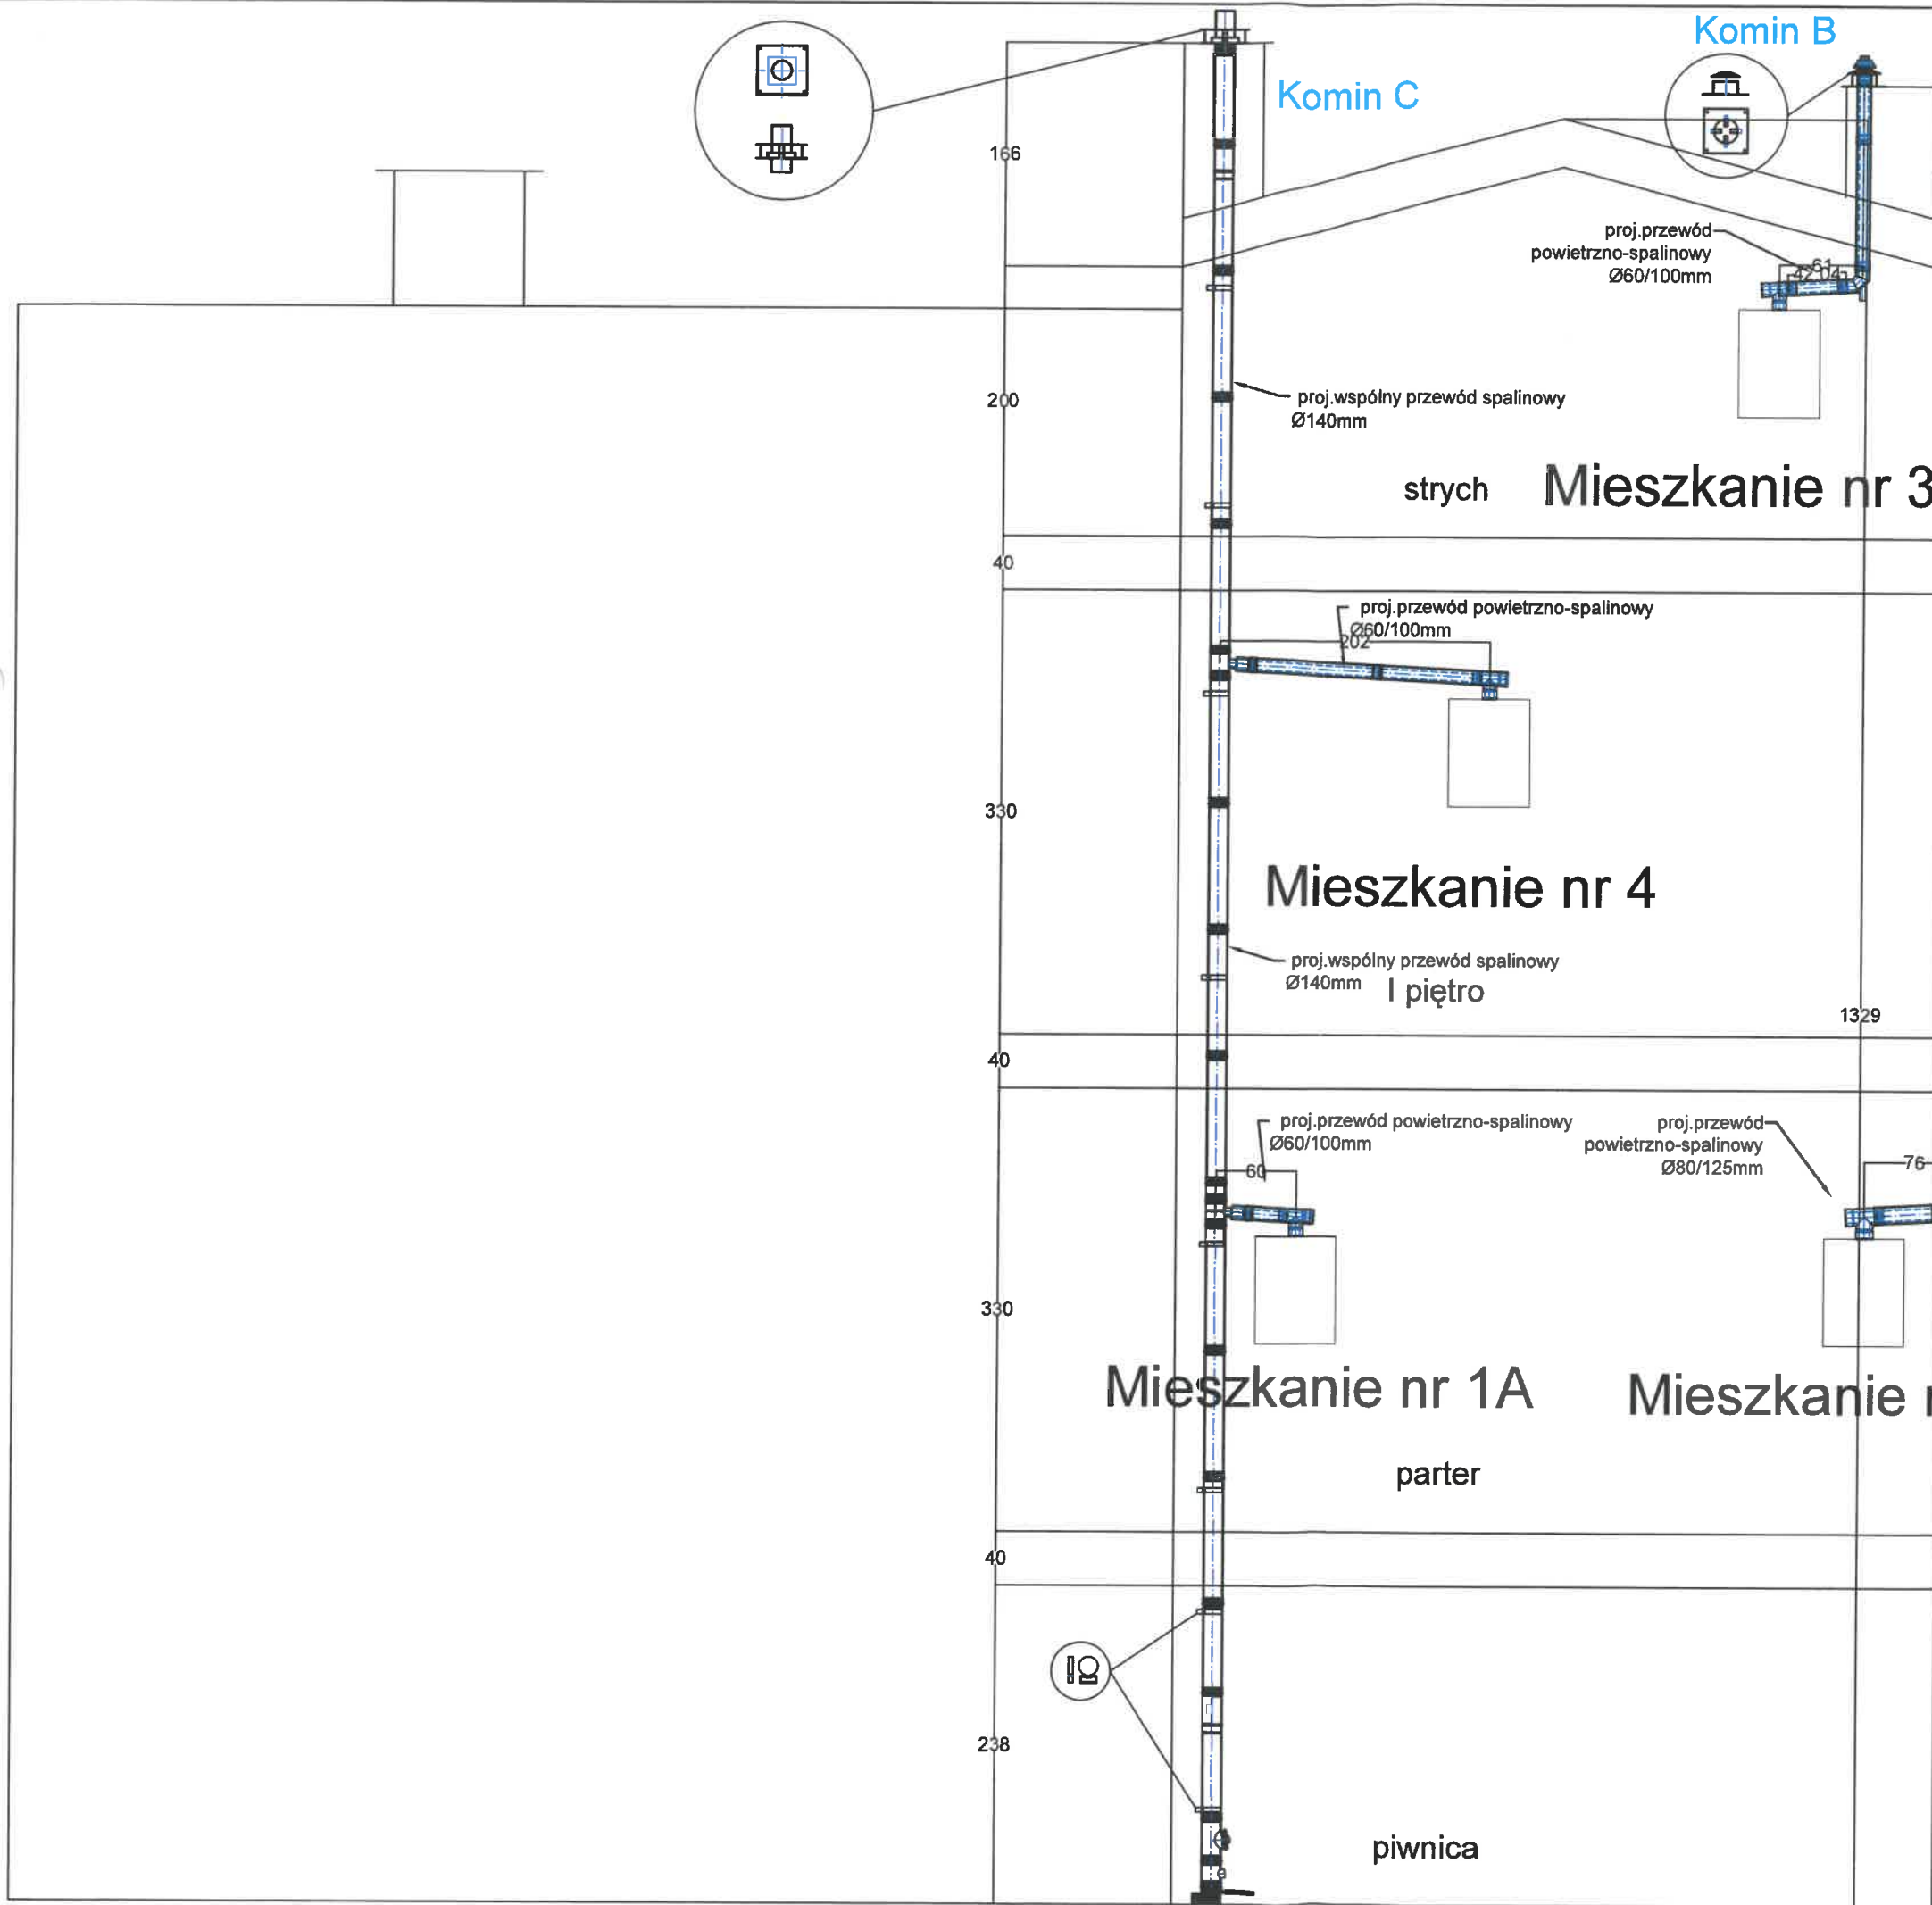 Komin B
Komin C
166
proj.przewód
powietrzno-spalinowy
Ø60/100mm
61
200
proj.wspólny przewód spalinowy
Ø140mm
strych
Mieszkanie nr 3
40
proj.przewód powietrzno-spalinowy
Ø60/100mm
202
330
Mieszkanie nr 4
proj.wspólny przewód spalinowy
Ø140mm
I piętro
1329
40
proj.przewód powietrzno-spalinowy
Ø60/100mm
60
proj.przewód
powietrzno-spalinowy
Ø80/125mm
76
330
Mieszkanie nr 1A
Mieszkanie
parter
40
238
piwnica